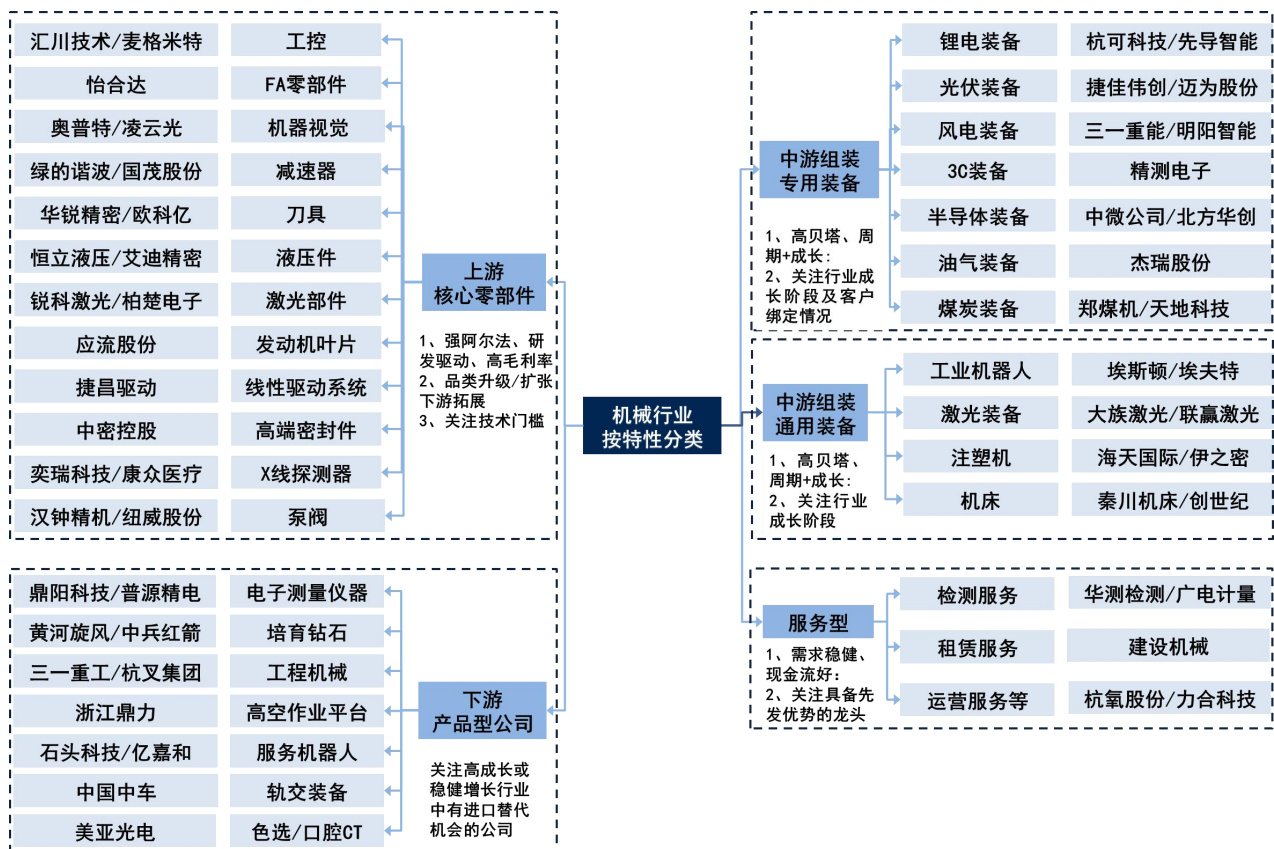 汇川技术/麦格米特 工控
怡合达 FA零部件
奥普特/凌云光 机器视觉
绿的谐波/国茂股份 减速器
华锐精密/欧科亿 刀具
恒立液压/艾迪精密 液压件
锐科激光/柏楚电子 激光部件
应流股份 发动机叶片
捷昌驱动 线性驱动系统
中密控股 高端密封件
奕瑞科技/康众医疗 X线探测器
汉钟精机/纽威股份 泵阀
上游
核心零部件
1、强阿尔法、研
发驱动、高毛利率
2、品类升级/扩张
下游拓展
3、关注技术门槛
鼎阳科技/普源精电 电子测量仪器
黄河旋风/中兵红箭 培育钻石
三一重工/杭叉集团 工程机械
浙江鼎力 高空作业平台
石头科技/亿嘉和 服务机器人
中国中车 轨交装备
美亚光电 色选/口腔CT
下游
产品型公司
关注高成长或
稳健增长行业
中有进口替代
机会的公司
机械行业
按特性分类
中游组装
专用装备
1、高贝塔、周
期+成长:
2、关注行业成
长阶段及客户
绑定情况
锂电装备 杭可科技/先导智能
光伏装备 捷佳伟创/迈为股份
风电装备 三一重能/明阳智能
3C装备 精测电子
半导体装备 中微公司/北方华创
油气装备 杰瑞股份
煤炭装备 郑煤机/天地科技
中游组装
通用装备
1、高贝塔、
周期+成长:
2、关注行业
成长阶段
工业机器人 埃斯顿/埃夫特
激光装备 大族激光/联赢激光
注塑机 海天国际/伊之密
机床 秦川机床/创世纪
服务型
1、需求稳健、
现金流好:
2、关注具备先
发优势的龙头
检测服务 华测检测/广电计量
租赁服务 建设机械
运营服务等 杭氧股份/力合科技